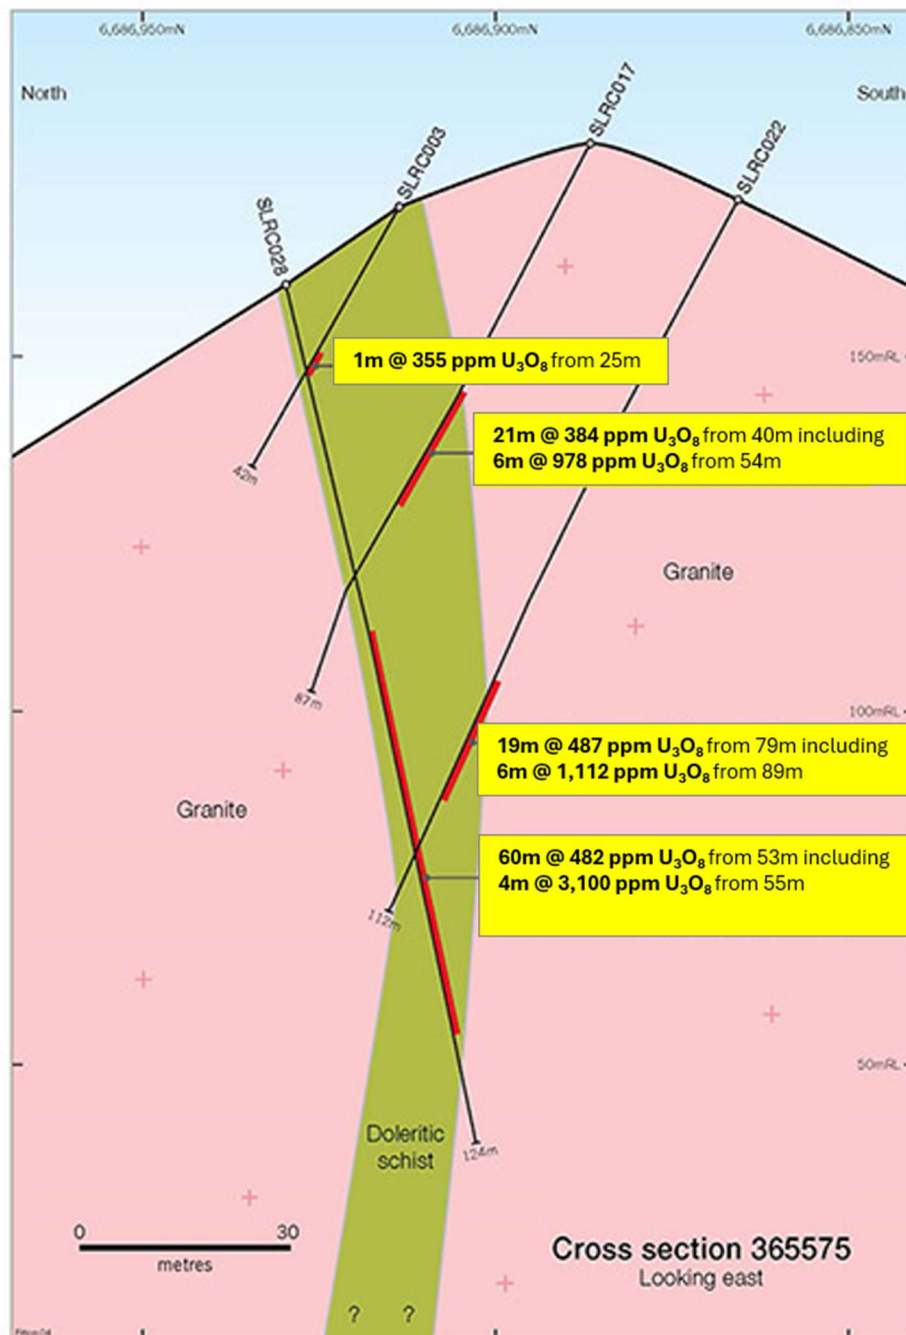 6,686,950mN
6,686,900mN
6,686,850mN
North
South
SLRC017
SLRC003
SLRC022
SLRC028
150mRL
1m @ 355 ppm U₃O₈ from 25m
21m @ 384 ppm U₃O₈ from 40m including
6m @ 978 ppm U₃O₈ from 54m
42m
Granite
87m
100mRL
19m @ 487 ppm U₃O₈ from 79m including
6m @ 1,112 ppm U₃O₈ from 89m
Granite
60m @ 482 ppm U₃O₈ from 53m including
4m @ 3,100 ppm U₃O₈ from 55m
112m
50mRL
Doleritic
schist
124m
0 30
metres
Cross section 365575
Looking east
? ?